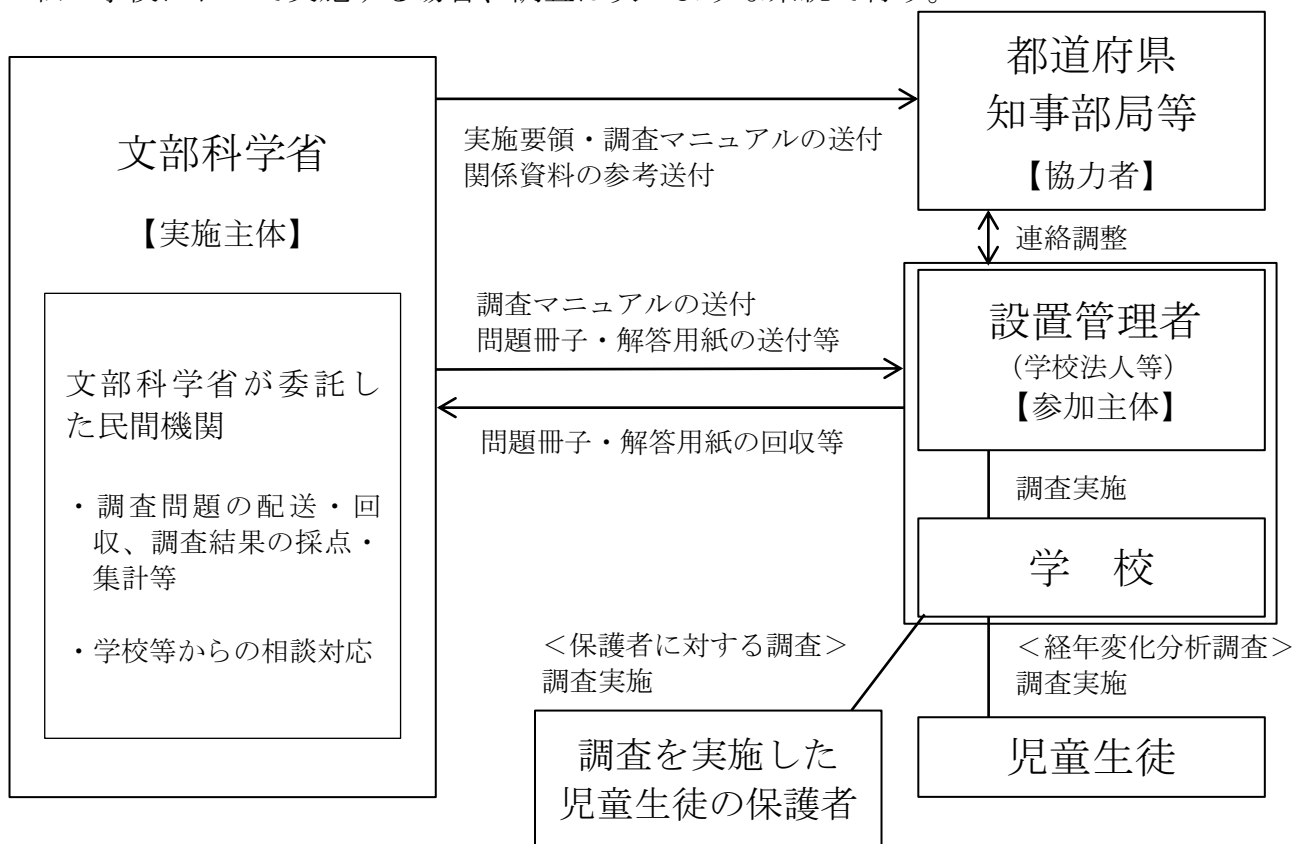 文部科学省
【実施主体】
文部科学省が委託し
た民間機関
・調査問題の配送・回
収、調査結果の採点・
集計等
・学校等からの相談対応
実施要領・調査マニュアルの送付
関係資料の参考送付
調査マニュアルの送付
問題冊子・解答用紙の送付等
問題冊子・解答用紙の回収等
都道府県
知事部局等
【協力者】
連絡調整
設置管理者
（学校法人等）
【参加主体】
調査実施
学 校
＜保護者に対する調査＞
調査実施
＜経年変化分析調査＞
調査実施
調査を実施した
児童生徒の保護者
児童生徒